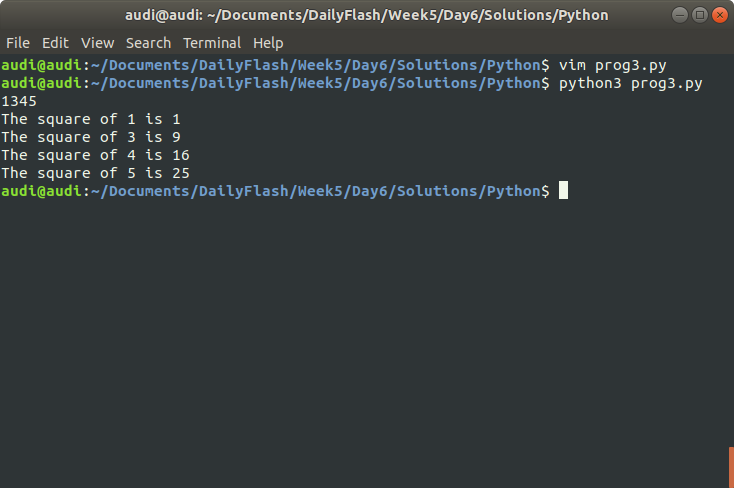 audi@audi: ~/Documents/DailyFlash/Week5/Day6/Solutions/Python
File Edit View Search Terminal Help
audi@audi:~/Documents/DailyFlash/Week5/Day6/Solutions/Python$ vim prog3.py
audi@audi:~/Documents/DailyFlash/Week5/Day6/Solutions/Python$ python3 prog3.py
1345
The square of 1 is 1
The square of 3 is 9
The square of 4 is 16
The square of 5 is 25
audi@audi:~/Documents/DailyFlash/Week5/Day6/Solutions/Python$